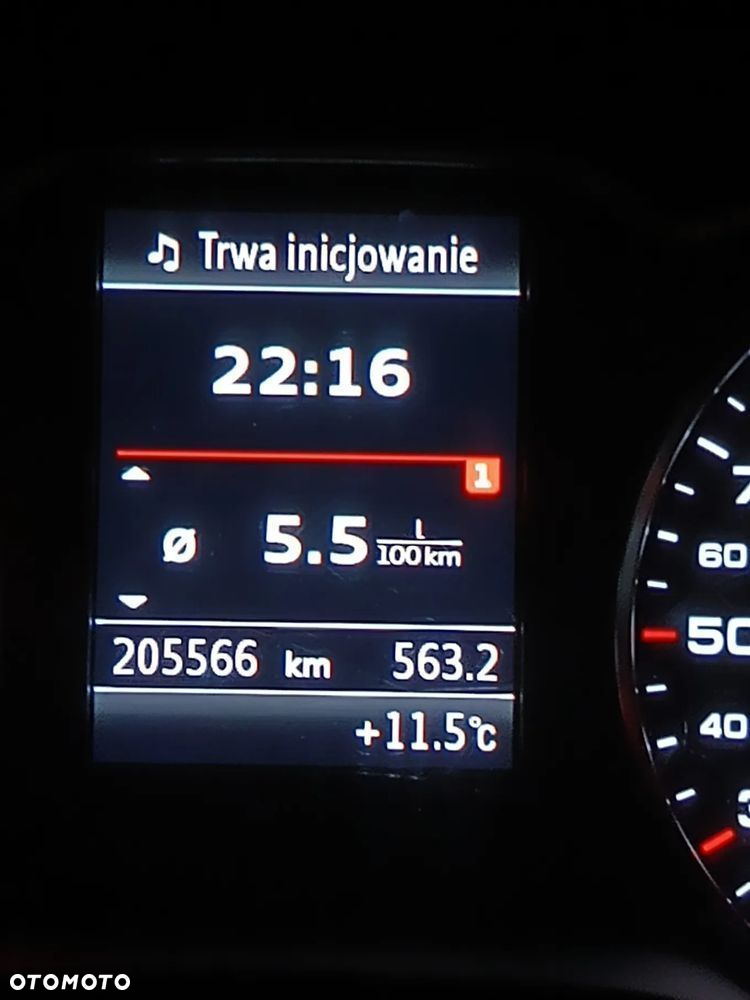 Trwa inicjowanie
22:16
1
ø 5.5 l/100km
205566 km 563.2
+11.5°C
60
50
40
OTOMOTO